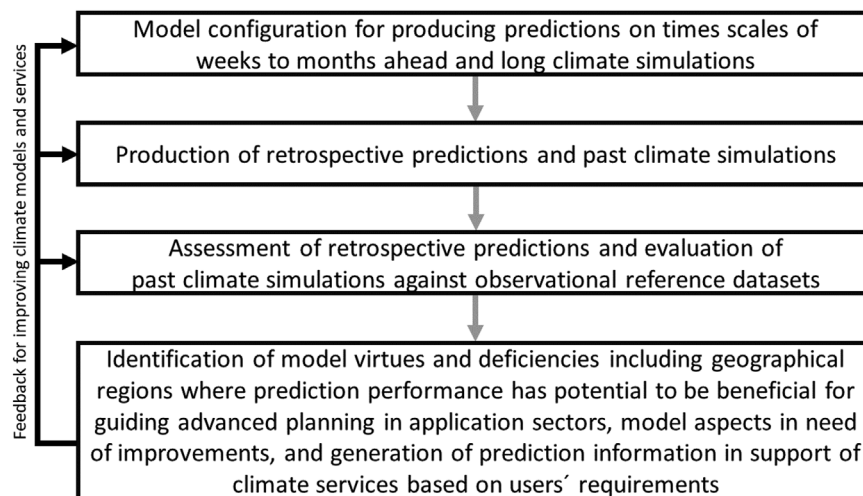 Feedback for improving climate models and services
Model configuration for producing predictions on times scales of
weeks to months ahead and long climate simulations
Production of retrospective predictions and past climate simulations
Assessment of retrospective predictions and evaluation of
past climate simulations against observational reference datasets
Identification of model virtues and deficiencies including geographical
regions where prediction performance has potential to be beneficial for
guiding advanced planning in application sectors, model aspects in need
of improvements, and generation of prediction information in support of
climate services based on users´ requirements